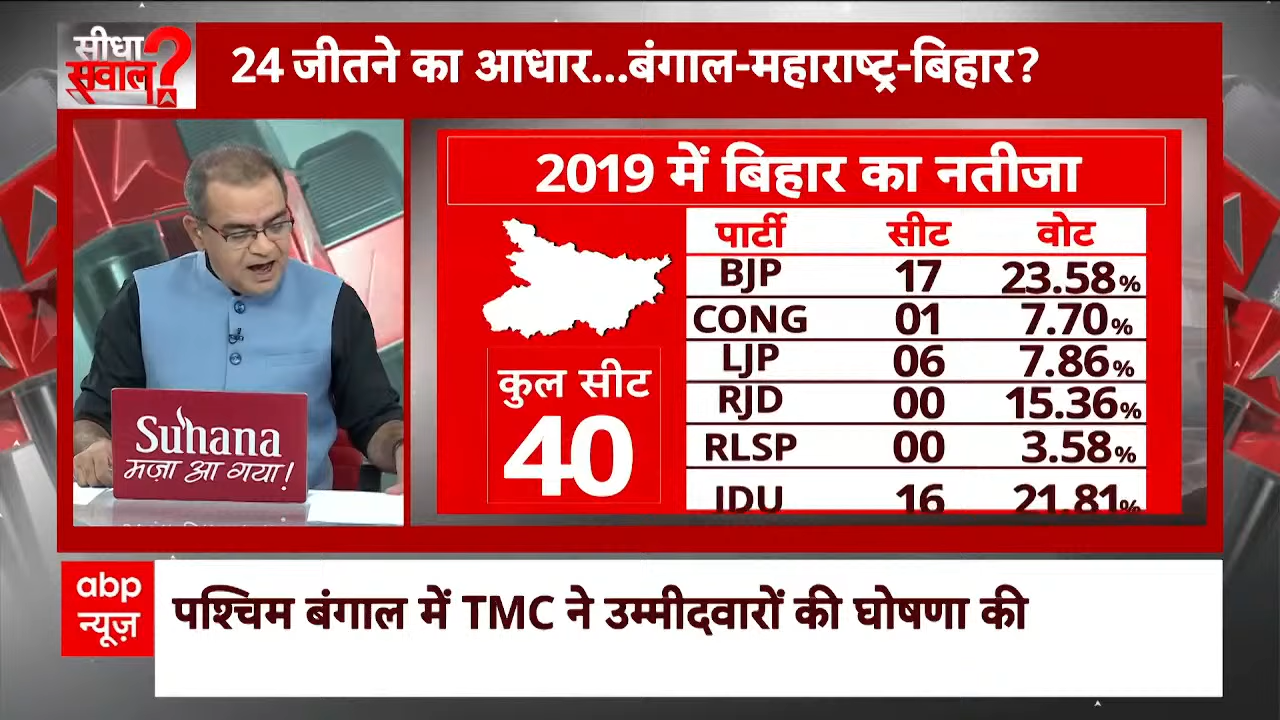 सीधा
सवाल?
24 जीतने का आधार...बंगाल-महाराष्ट्र-बिहार?
2019 में बिहार का नतीजा
पार्टी सीट वोट
BJP 17 23.58%
CONG 01 7.70%
LJP 06 7.86%
RJD 00 15.36%
RLSP 00 3.58%
JDU 16 21.81%
कुल सीट
40
Suhana
मज़ा आ गया!
abp
न्यूज़
पश्चिम बंगाल में TMC ने उम्मीदवारों की घोषणा की